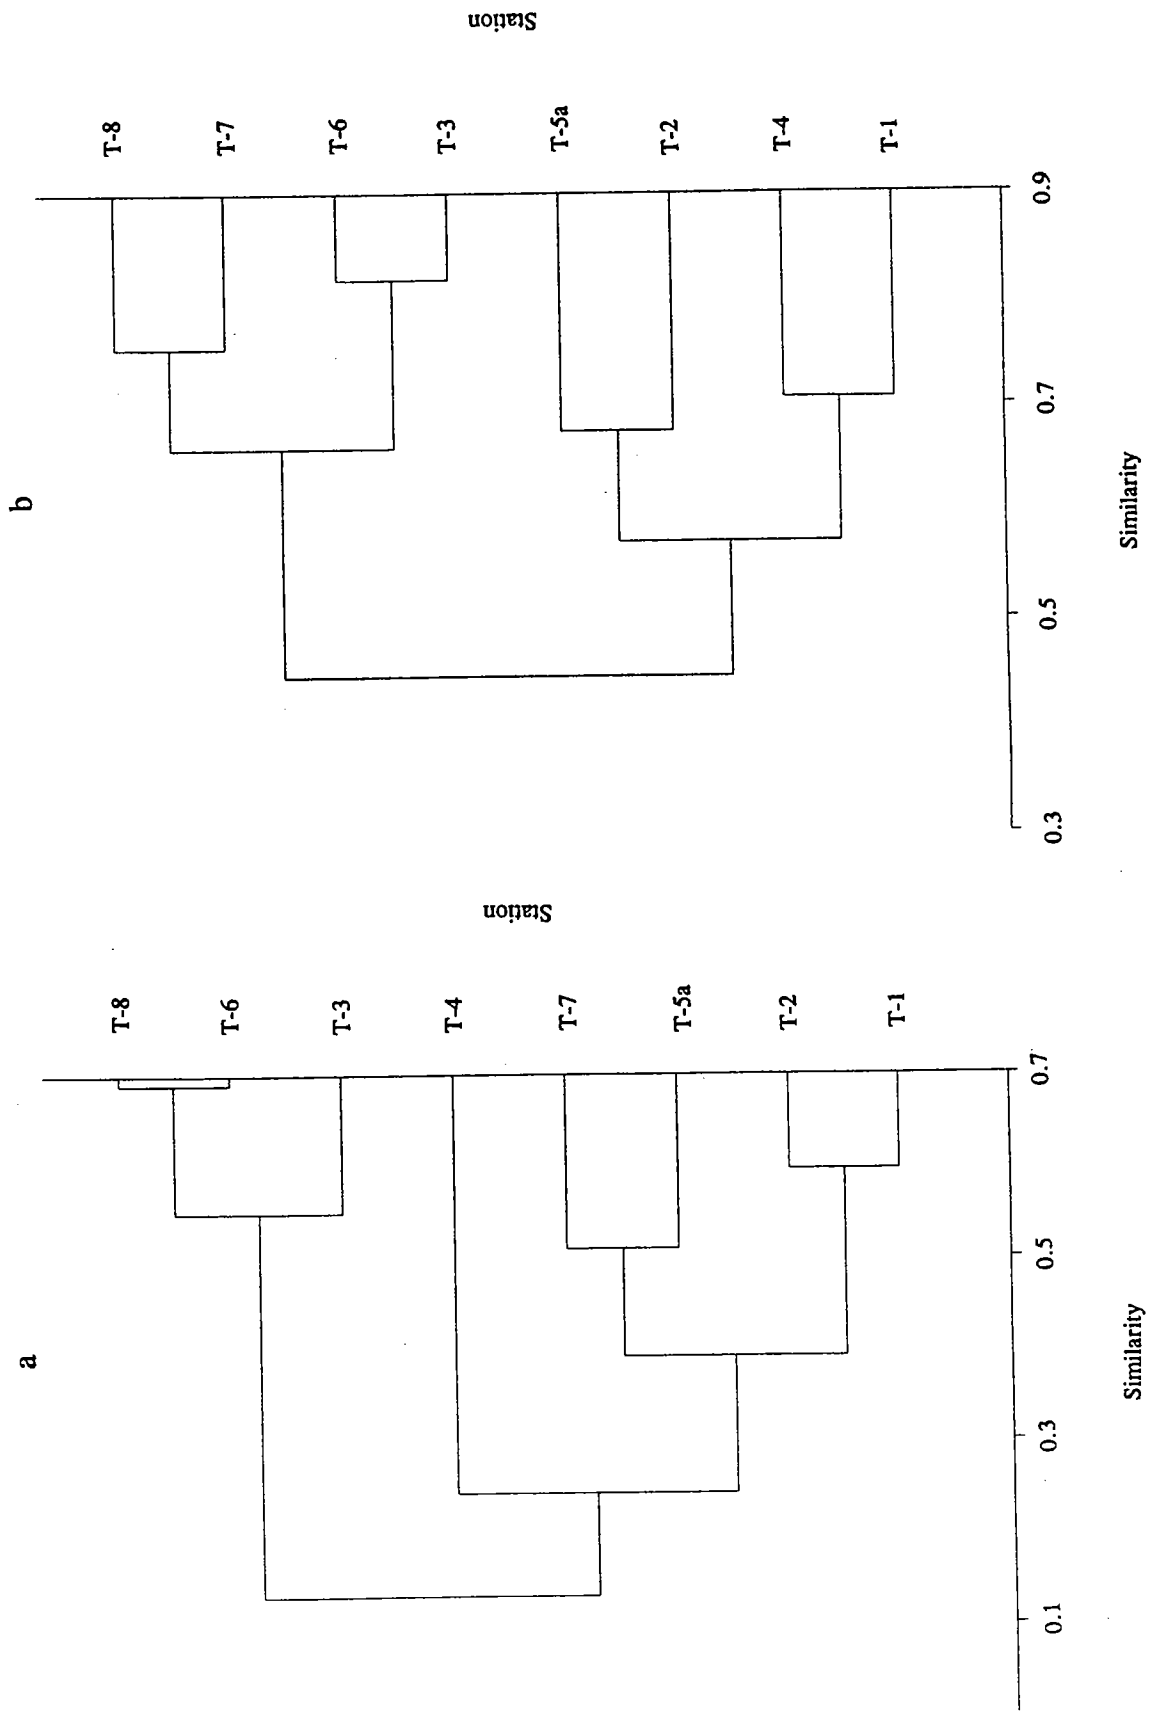 a
Station
T-8
T-6
T-3
T-4
T-7
T-5a
T-2
T-1
0.1
0.3
0.5
0.7
Similarity
b
Station
T-8
T-7
T-6
T-3
T-5a
T-2
T-4
T-1
0.3
0.5
0.7
0.9
Similarity